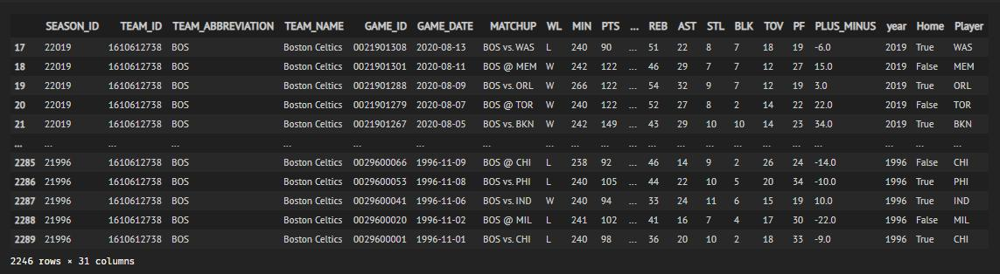 SEASON_ID TEAM_ID TEAM_ABBREVIATION TEAM_NAME GAME_ID GAME_DATE MATCHUP WL MIN PTS ... REB AST STL BLK TOV PF PLUS_MINUS year Home Player
17 22019 1610612738 BOS Boston Celtics 0021901308 2020-08-13 BOS vs. WAS L 240 90 ... 51 22 8 7 18 19 -6.0 2019 True WAS
18 22019 1610612738 BOS Boston Celtics 0021901301 2020-08-11 BOS @ MEM W 242 122 ... 46 29 7 7 12 27 15.0 2019 False MEM
19 22019 1610612738 BOS Boston Celtics 0021901288 2020-08-09 BOS vs. ORL W 266 122 ... 54 32 9 7 12 19 3.0 2019 True ORL
20 22019 1610612738 BOS Boston Celtics 0021901279 2020-08-07 BOS @ TOR W 240 122 ... 52 27 8 2 14 22 22.0 2019 False TOR
21 22019 1610612738 BOS Boston Celtics 0021901267 2020-08-05 BOS vs. BKN W 242 149 ... 43 29 10 10 14 23 34.0 2019 True BKN
... ... ... ... ... ... ... ... ... ... ... ... ... ... ... ... ... ... ... ... ... ...
2285 21996 1610612738 BOS Boston Celtics 0029600066 1996-11-09 BOS @ CHI L 238 92 ... 46 14 9 2 26 24 -14.0 1996 False CHI
2286 21996 1610612738 BOS Boston Celtics 0029600053 1996-11-08 BOS vs. PHI L 240 105 ... 44 22 10 5 20 34 -10.0 1996 True PHI
2287 21996 1610612738 BOS Boston Celtics 0029600041 1996-11-06 BOS vs. IND W 240 94 ... 33 24 11 6 15 19 10.0 1996 True IND
2288 21996 1610612738 BOS Boston Celtics 0029600020 1996-11-02 BOS @ MIL L 241 102 ... 41 16 7 4 17 30 -22.0 1996 False MIL
2289 21996 1610612738 BOS Boston Celtics 0029600001 1996-11-01 BOS vs. CHI L 240 98 ... 36 20 10 2 18 33 -9.0 1996 True CHI
2246 rows × 31 columns